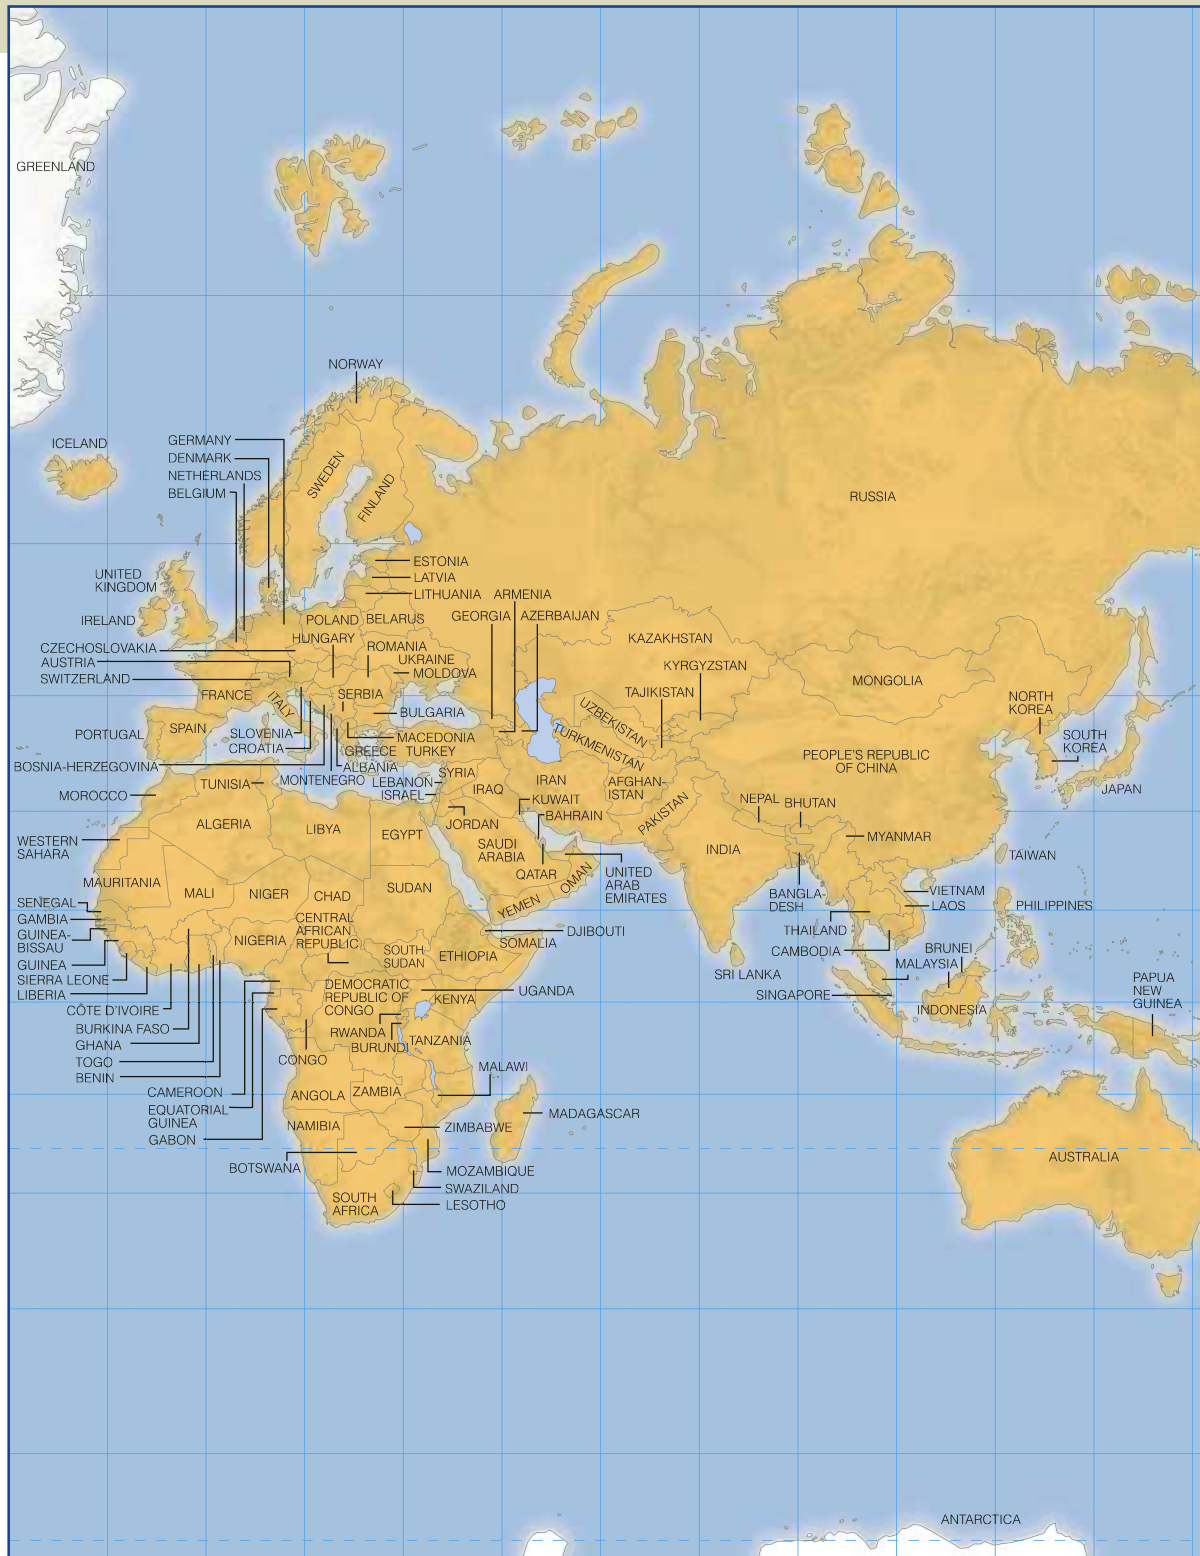 GREENLAND
NORWAY
ICELAND
GERMANY
DENMARK
NETHERLANDS
BELGIUM
SWEDEN
FINLAND
RUSSIA
UNITED
KINGDOM
IRELAND
ESTONIA
LATVIA
LITHUANIA
ARMENIA
GEORGIA
AZERBAIJAN
POLAND
BELARUS
HUNGARY
CZECHOSLOVAKIA
AUSTRIA
SWITZERLAND
ROMANIA
UKRAINE
MOLDOVA
KAZAKHSTAN
KYRGYZSTAN
TAJIKISTAN
MONGOLIA
FRANCE
ITALY
SERBIA
BULGARIA
UZBEKISTAN
TURKMENISTAN
NORTH
KOREA
SOUTH
KOREA
JAPAN
PORTUGAL
SPAIN
SLOVENIA
CROATIA
MACEDONIA
GREECE
TURKEY
ALBANIA
BOSNIA-HERZEGOVINA
MONTENEGRO
PEOPLE'S REPUBLIC
OF CHINA
TUNISIA
MOROCCO
LEBANON
ISRAEL
SYRIA
IRAQ
IRAN
AFGHAN-
ISTAN
PAKISTAN
KUWAIT
BAHRAIN
NEPAL
BHUTAN
ALGERIA
LIBYA
EGYPT
JORDAN
SAUDI
ARABIA
QATAR
OMAN
YEMEN
UNITED
ARAB
EMIRATES
INDIA
MYANMAR
TAIWAN
WESTERN
SAHARA
MAURITANIA
MALI
NIGER
CHAD
SUDAN
BANGLA-
DESH
VIETNAM
LAOS
PHILIPPINES
THAILAND
CAMBODIA
SENEGAL
GAMBIA
GUINEA-
BISSAU
GUINEA
SIERRA LEONE
LIBERIA
CÔTE D'IVOIRE
BURKINA FASO
GHANA
TOGO
BENIN
CAMEROON
EQUATORIAL
GUINEA
GABON
NIGERIA
CENTRAL
AFRICAN
REPUBLIC
SOUTH
SUDAN
ETHIOPIA
DJIBOUTI
SOMALIA
SRI LANKA
BRUNEI
MALAYSIA
SINGAPORE
INDONESIA
PAPUA
NEW
GUINEA
DEMOCRATIC
REPUBLIC OF
CONGO
UGANDA
KENYA
RWANDA
BURUNDI
TANZANIA
CONGO
MALAWI
ANGOLA
ZAMBIA
MADAGASCAR
NAMIBIA
ZIMBABWE
BOTSWANA
MOZAMBIQUE
SWAZILAND
LESOTHO
SOUTH
AFRICA
AUSTRALIA
ANTARCTICA